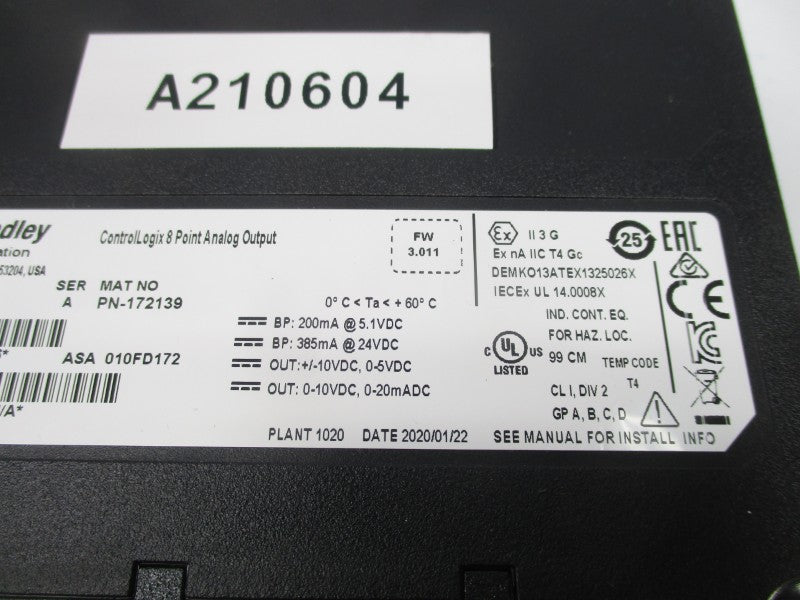 A210604
ControlLogix 8 Point Analog Output
53204, USA
SER MAT NO
A PN-172139
FW
3.011
0° C < Ta < + 60° C
BP: 200mA @ 5.1VDC
BP: 385mA @ 24VDC
OUT: +/-10VDC, 0-5VDC
OUT: 0-10VDC, 0-20mADC
ASA 010FD172
/A*
PLANT 1020 DATE 2020/01/22
Ex II 3 G
Ex nA IIC T4 Gc
DEMKO13ATEX1325026X
IECEx UL 14.0008X
25
EAC
CE
IND. CONT. EQ.
FOR HAZ. LOC.
C UL US
LISTED
99 CM TEMP CODE
CL I, DIV 2 T4
GP A, B, C, D
SEE MANUAL FOR INSTALL INFO